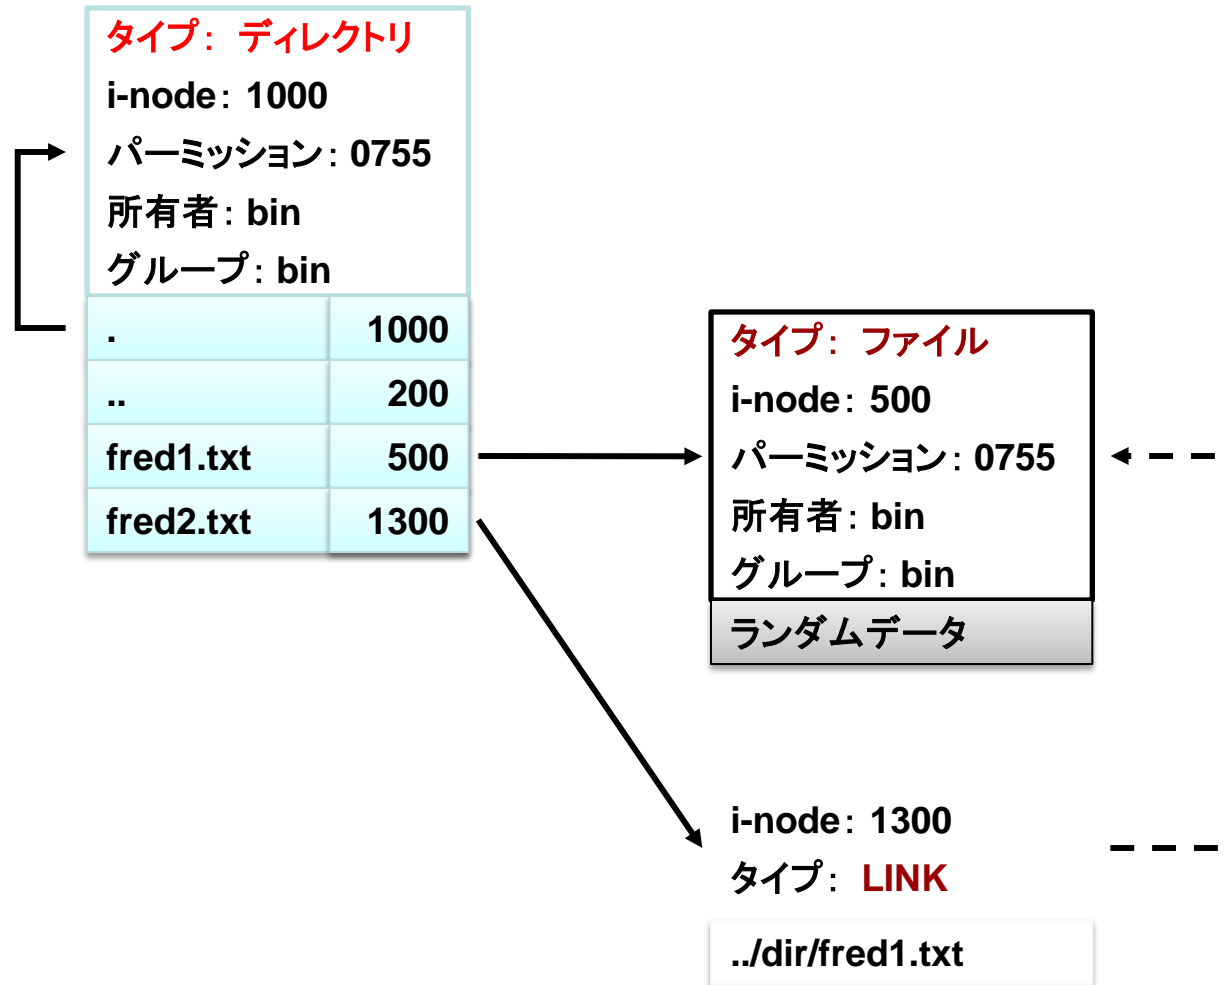 タイプ： ディレクトリ
i-node： 1000
パーミッション： 0755
所有者： bin
グループ： bin
. 1000
.. 200
fred1.txt 500
fred2.txt 1300
タイプ： ファイル
i-node： 500
パーミッション： 0755
所有者： bin
グループ： bin
ランダムデータ
i-node： 1300
タイプ： LINK
../dir/fred1.txt